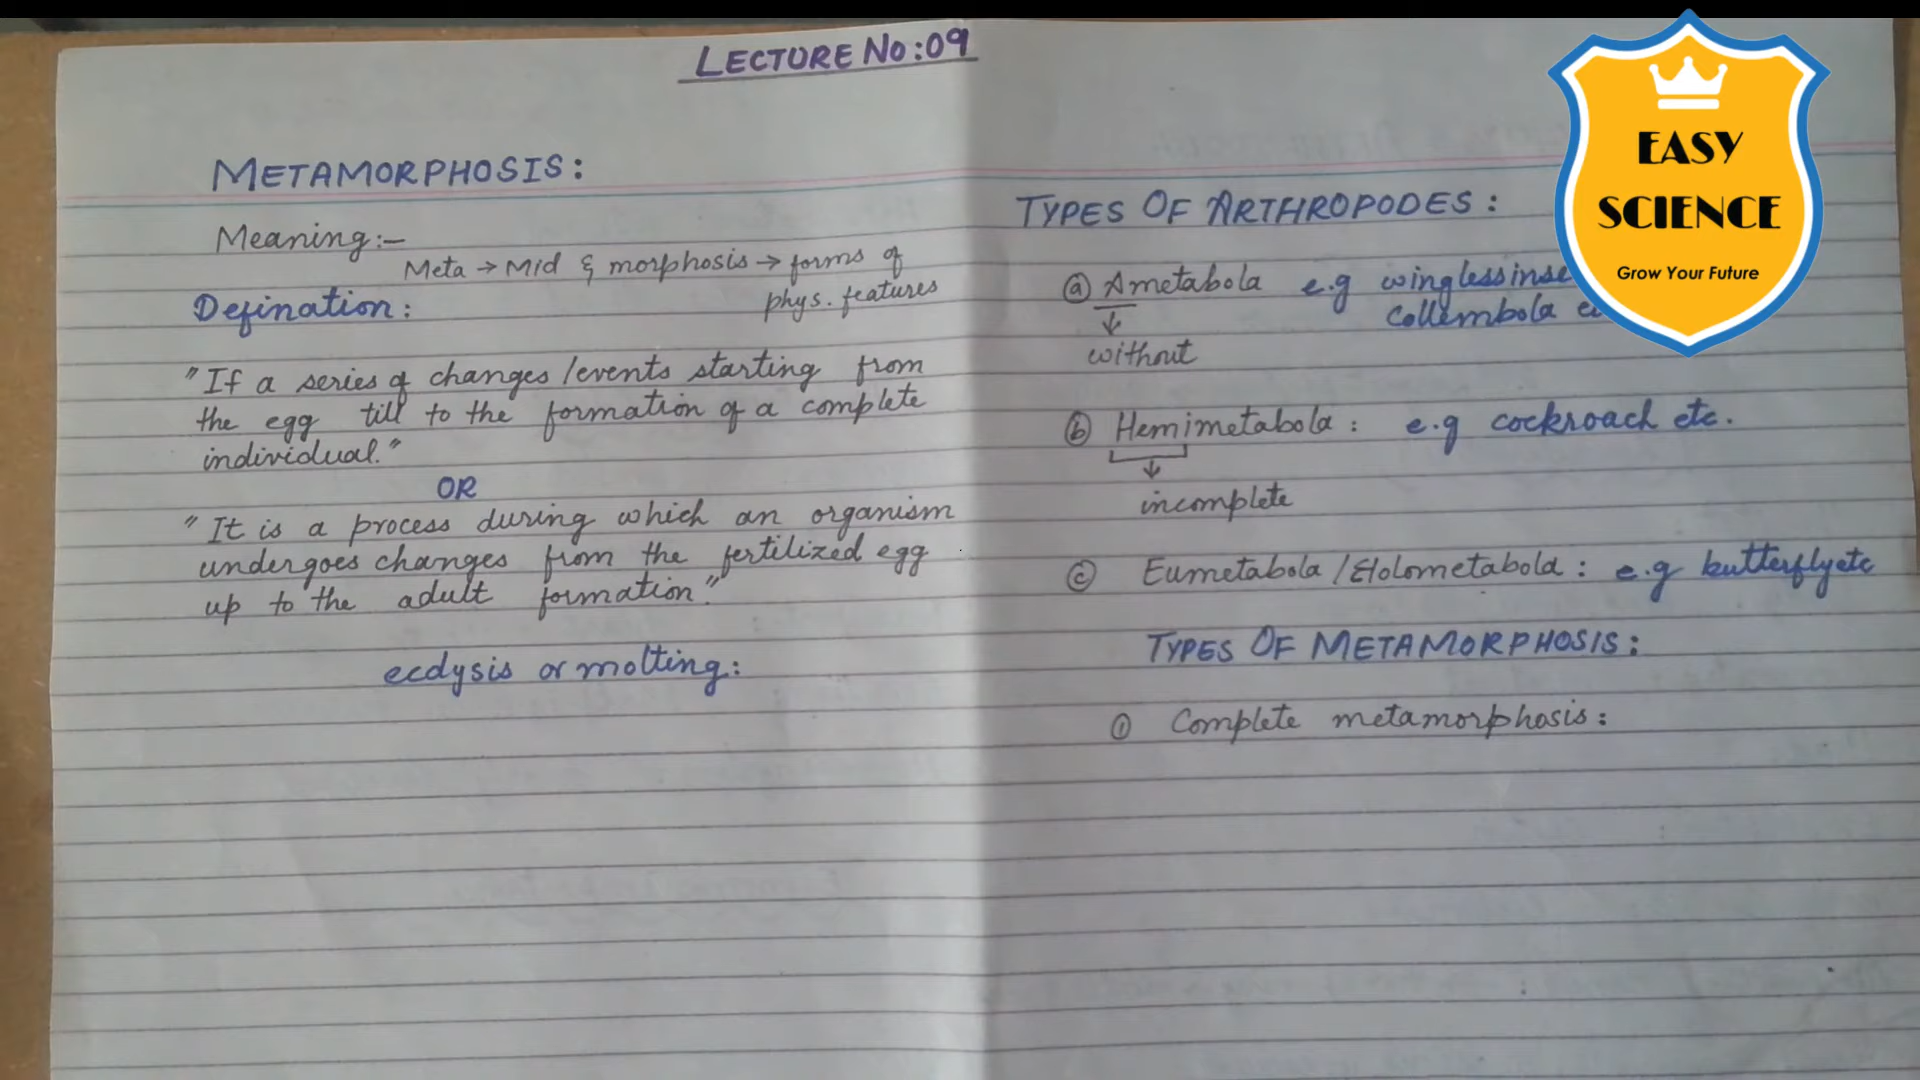 LECTURE No:09
METAMORPHOSIS:
Meaning:-
Meta → Mid & morphosis → forms of
phys. features
Defination:
"If a series of changes/events starting from
the egg till to the formation of a complete
individual."
OR
"It is a process during which an organism
undergoes changes from the fertilized egg
up to the adult formation."
ecdysis or molting:
TYPES OF ARTHROPODES:
(a) Ametabola e.g wingless
Collembola
without
(b) Hemimetabola: e.g cockroach etc.
incomplete
(c) Eumetabola/Holometabola: e.g butterfly etc
TYPES OF METAMORPHOSIS:
① Complete metamorphosis:
EASY
SCIENCE
Grow Your Future